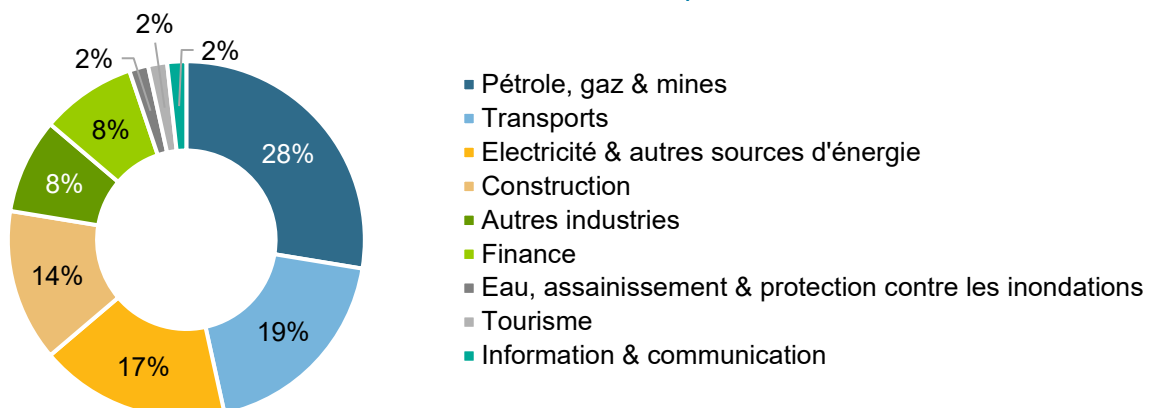 2%
2%
2%
8%
28%
8%
14%
19%
17%
Pétrole, gaz & mines
Transports
Electricité & autres sources d'énergie
Construction
Autres industries
Finance
Eau, assainissement & protection contre les inondations
Tourisme
Information & communication